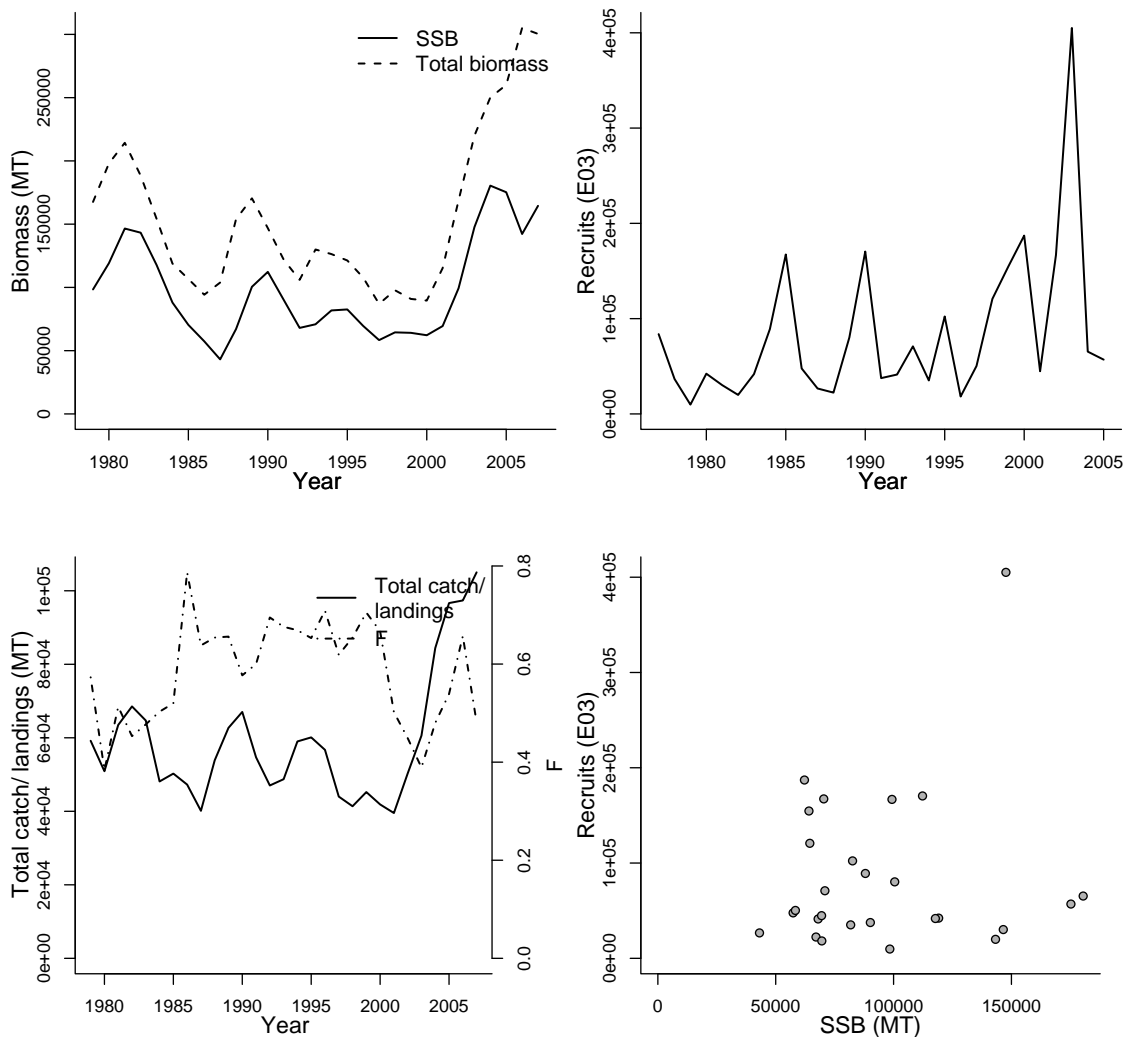 SSB
Total biomass
Biomass (MT)
0
50000
150000
250000
1980
1985
1990
1995
2000
2005
Year
Recruits (E03)
0e+00
1e+05
2e+05
3e+05
4e+05
1980
1985
1990
1995
2000
2005
Year
Total catch/
landings
F
Total catch/ landings (MT)
0e+00
2e+04
4e+04
6e+04
8e+04
1e+05
0.0
0.2
0.4
0.6
0.8
F
1980
1985
1990
1995
2000
2005
Year
Recruits (E03)
0e+00
1e+05
2e+05
3e+05
4e+05
0
50000
100000
150000
SSB (MT)